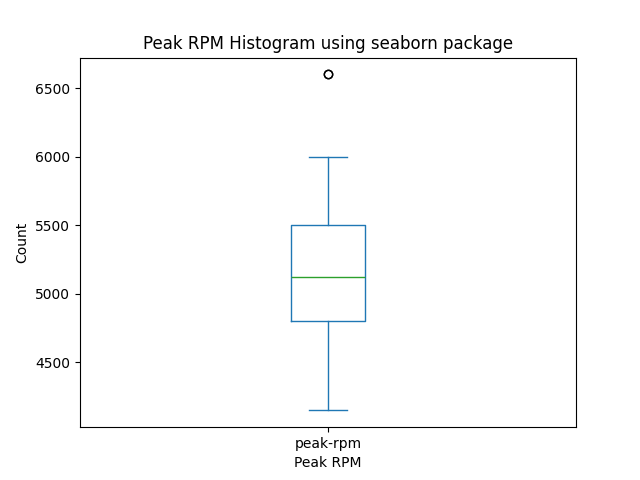 Peak RPM Histogram using seaborn package
6500
6000
5500
5000
4500
Count
peak-rpm
Peak RPM